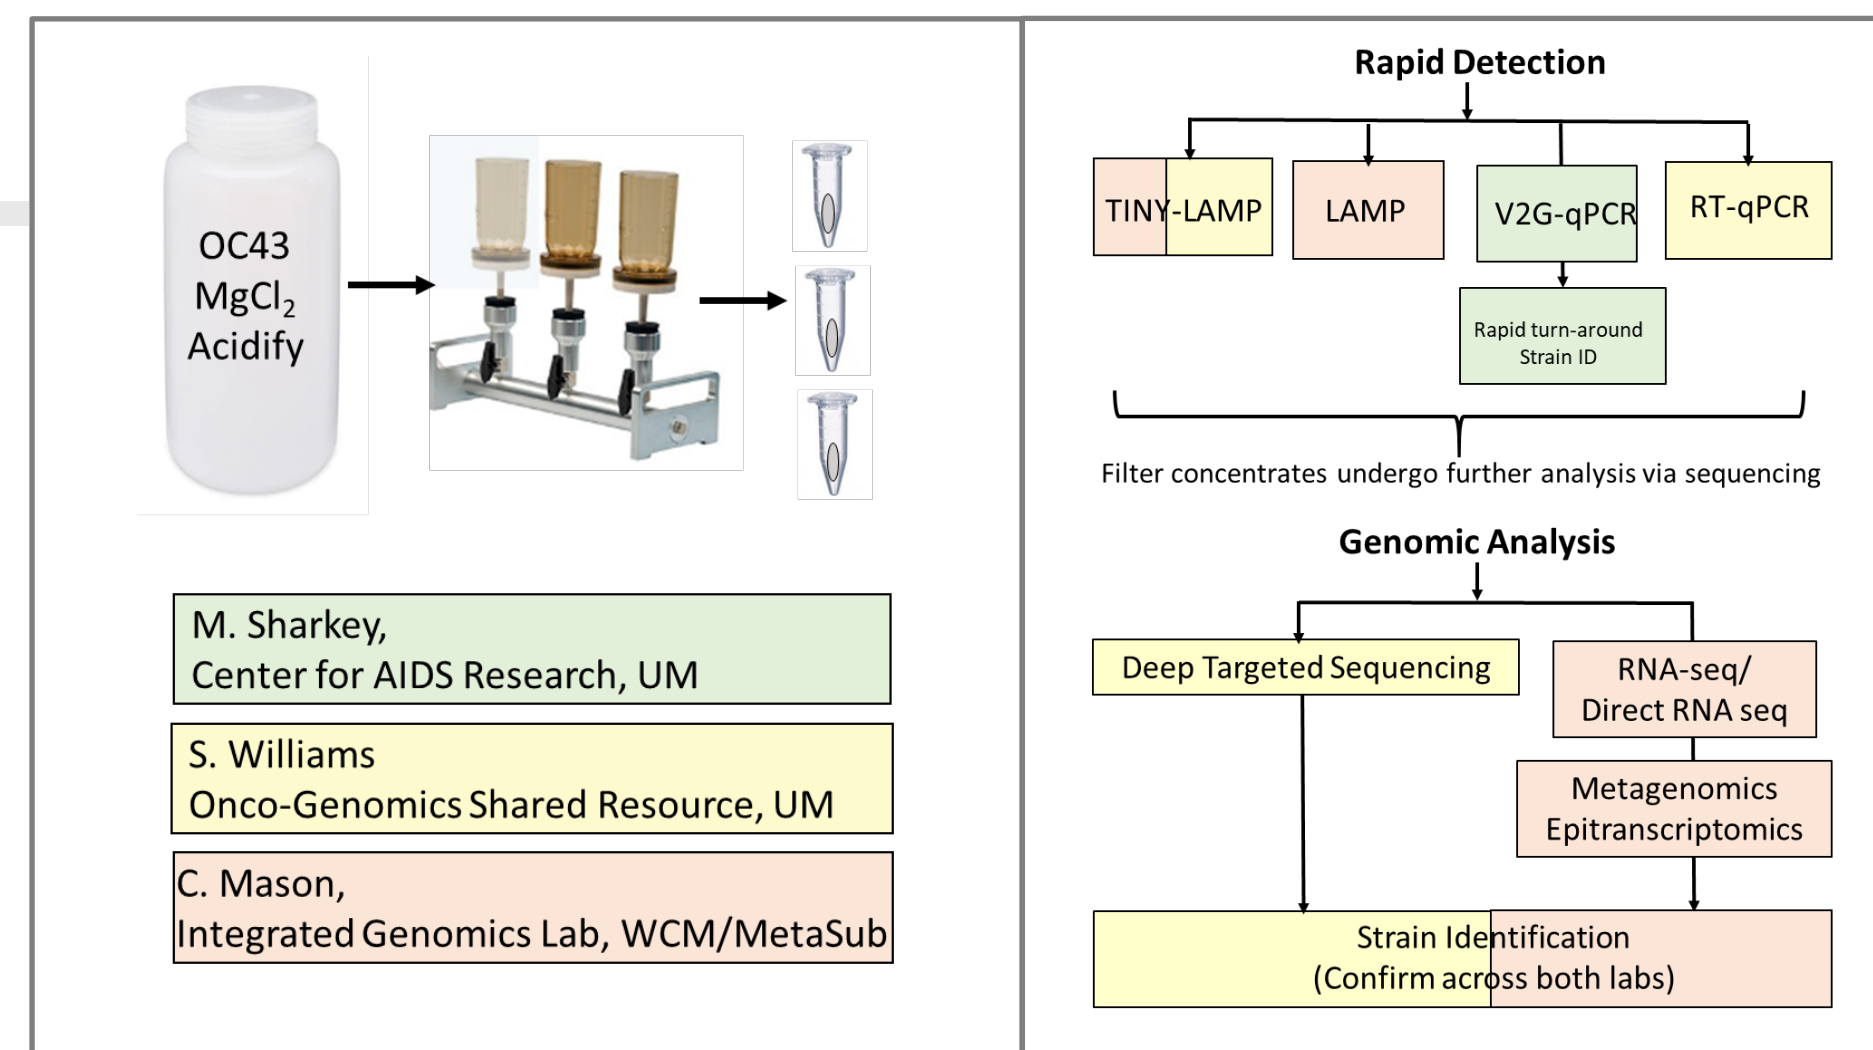 OC43
MgCl₂
Acidify
M. Sharkey,
Center for AIDS Research, UM
S. Williams
Onco-Genomics Shared Resource, UM
C. Mason,
Integrated Genomics Lab, WCM/MetaSub
Rapid Detection
TINY-LAMP
LAMP
V2G-qPCR
RT-qPCR
Rapid turn-around
Strain ID
Filter concentrates undergo further analysis via sequencing
Genomic Analysis
Deep Targeted Sequencing
RNA-seq/
Direct RNA seq
Metagenomics
Epitranscriptomics
Strain Identification
(Confirm across both labs)